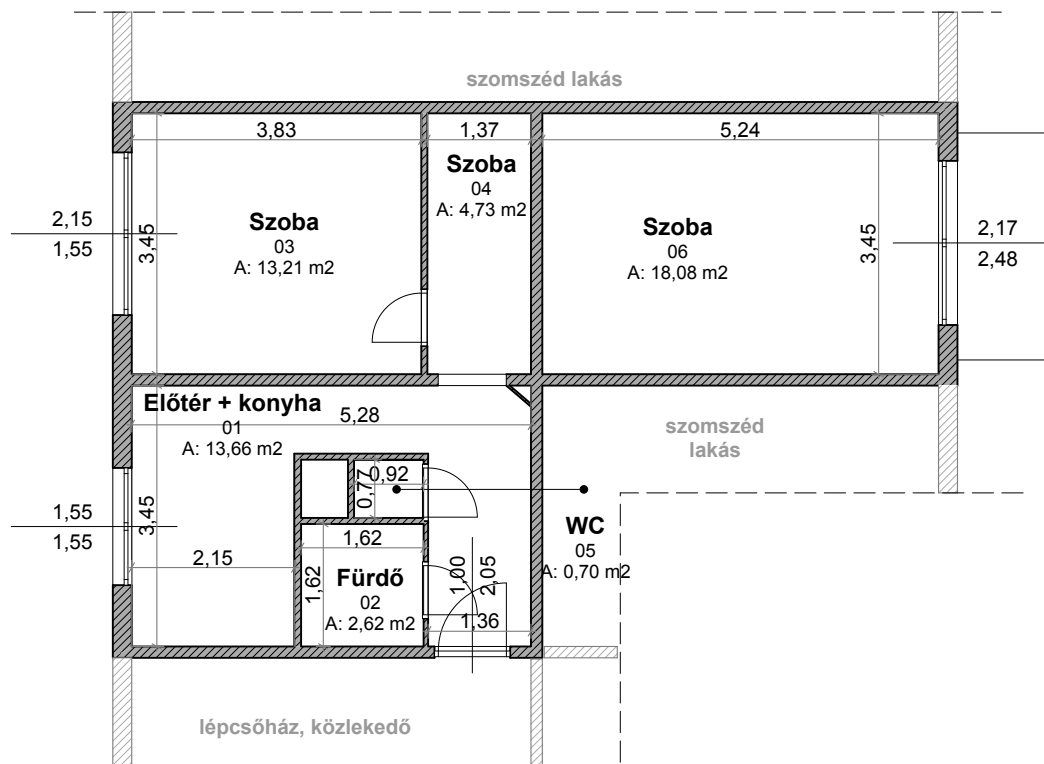 szomszéd lakás
3,83
1,37
5,24
Szoba
04
A: 4,73 m2
Szoba
03
A: 13,21 m2
Szoba
06
A: 18,08 m2
2,15
1,55
3,45
3,45
2,17
2,48
Előtér + konyha
01
A: 13,66 m2
5,28
szomszéd
lakás
0,92
0,77
1,55
1,55
3,45
2,15
1,62
1,62
Fürdő
02
A: 2,62 m2
1,00
2,05
1,36
WC
05
A: 0,70 m2
lépcsőház, közlekedő